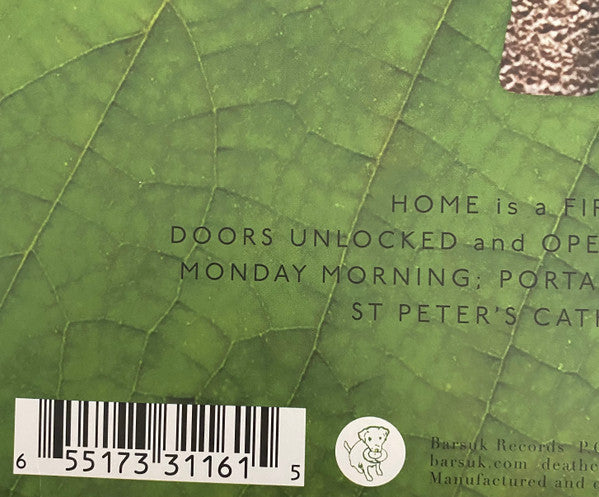 HOME is a FIR
DOORS UNLOCKED and OPE
MONDAY MORNING; PORTA
ST PETER'S CATH
6 55173 31161 5
Barsuk Records P.O
barsuk.com deathc
Manufactured and